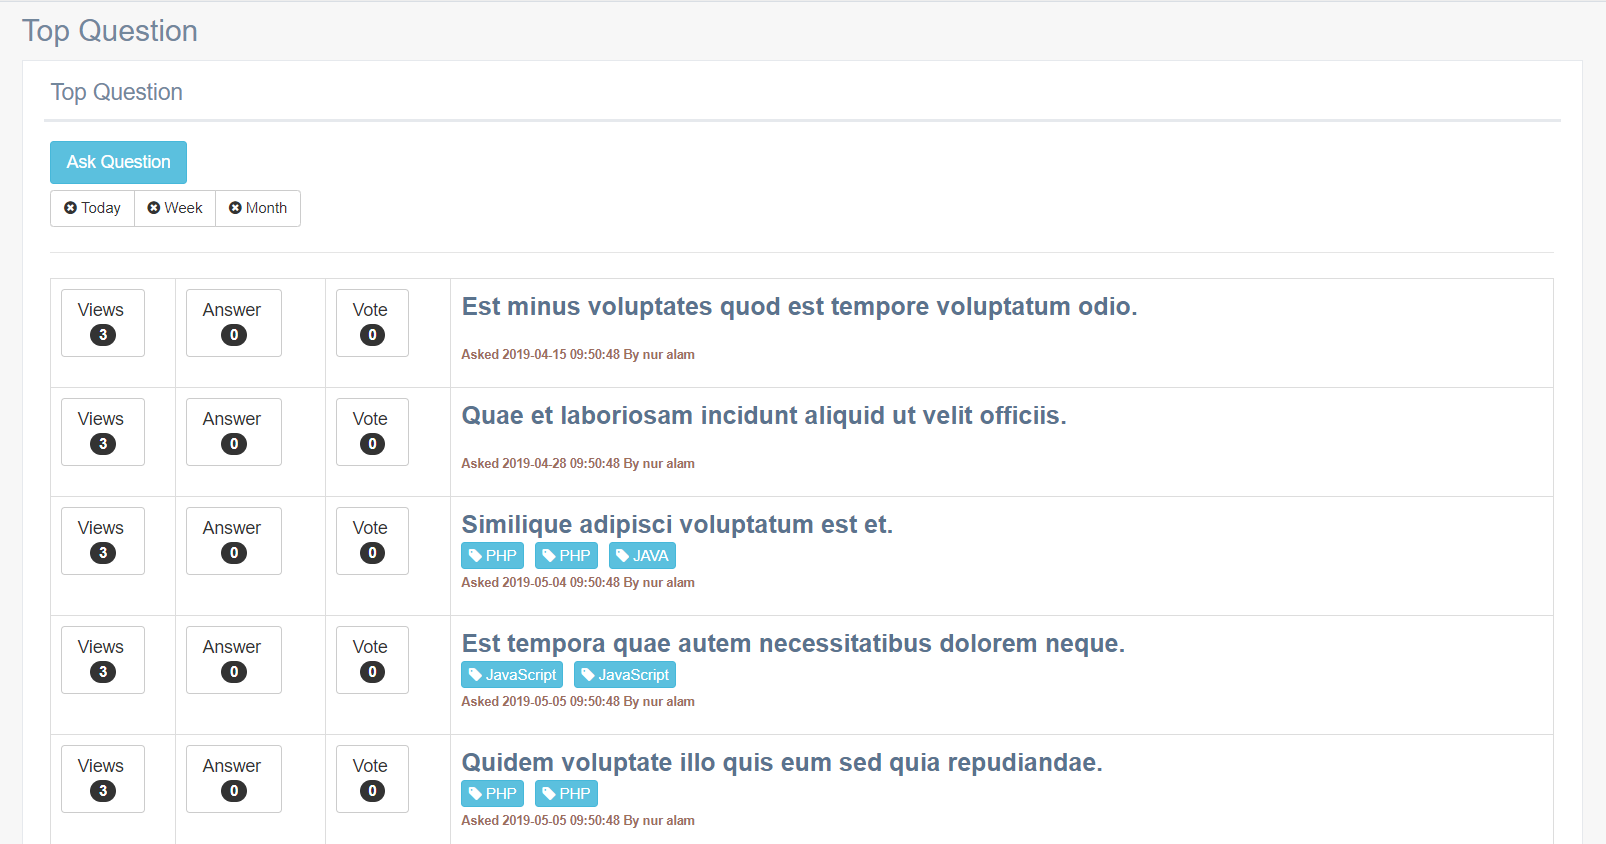 Top Question
Top Question
Ask Question
Today Week Month
Views Answer Vote Est minus voluptates quod est tempore voluptatum odio.
3 0 0
Asked 2019-04-15 09:50:48 By nur alam
Views Answer Vote Quae et laboriosam incidunt aliquid ut velit officiis.
3 0 0
Asked 2019-04-28 09:50:48 By nur alam
Views Answer Vote Similique adipisci voluptatum est et.
3 0 0 PHP PHP JAVA
Asked 2019-05-04 09:50:48 By nur alam
Views Answer Vote Est tempora quae autem necessitatibus dolorem neque.
3 0 0 JavaScript JavaScript
Asked 2019-05-05 09:50:48 By nur alam
Views Answer Vote Quidem voluptate illo quis eum sed quia repudiandae.
3 0 0 PHP PHP
Asked 2019-05-05 09:50:48 By nur alam